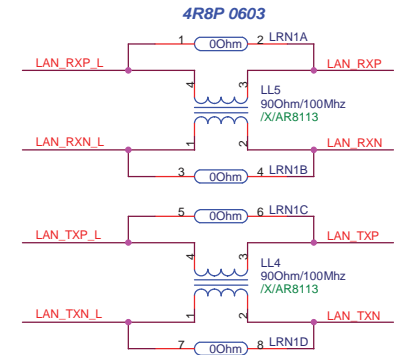 4R8P 0603
1 0Ohm 2 LRN1A
LAN_RXP_L LAN_RXP
4 3
LL5
90Ohm/100Mhz
/X/AR8113
1 2
LAN_RXN_L LAN_RXN
3 0Ohm 4 LRN1B
5 0Ohm 6 LRN1C
LAN_TXP_L LAN_TXP
4 3
LL4
90Ohm/100Mhz
/X/AR8113
1 2
LAN_TXN_L LAN_TXN
7 0Ohm 8 LRN1D